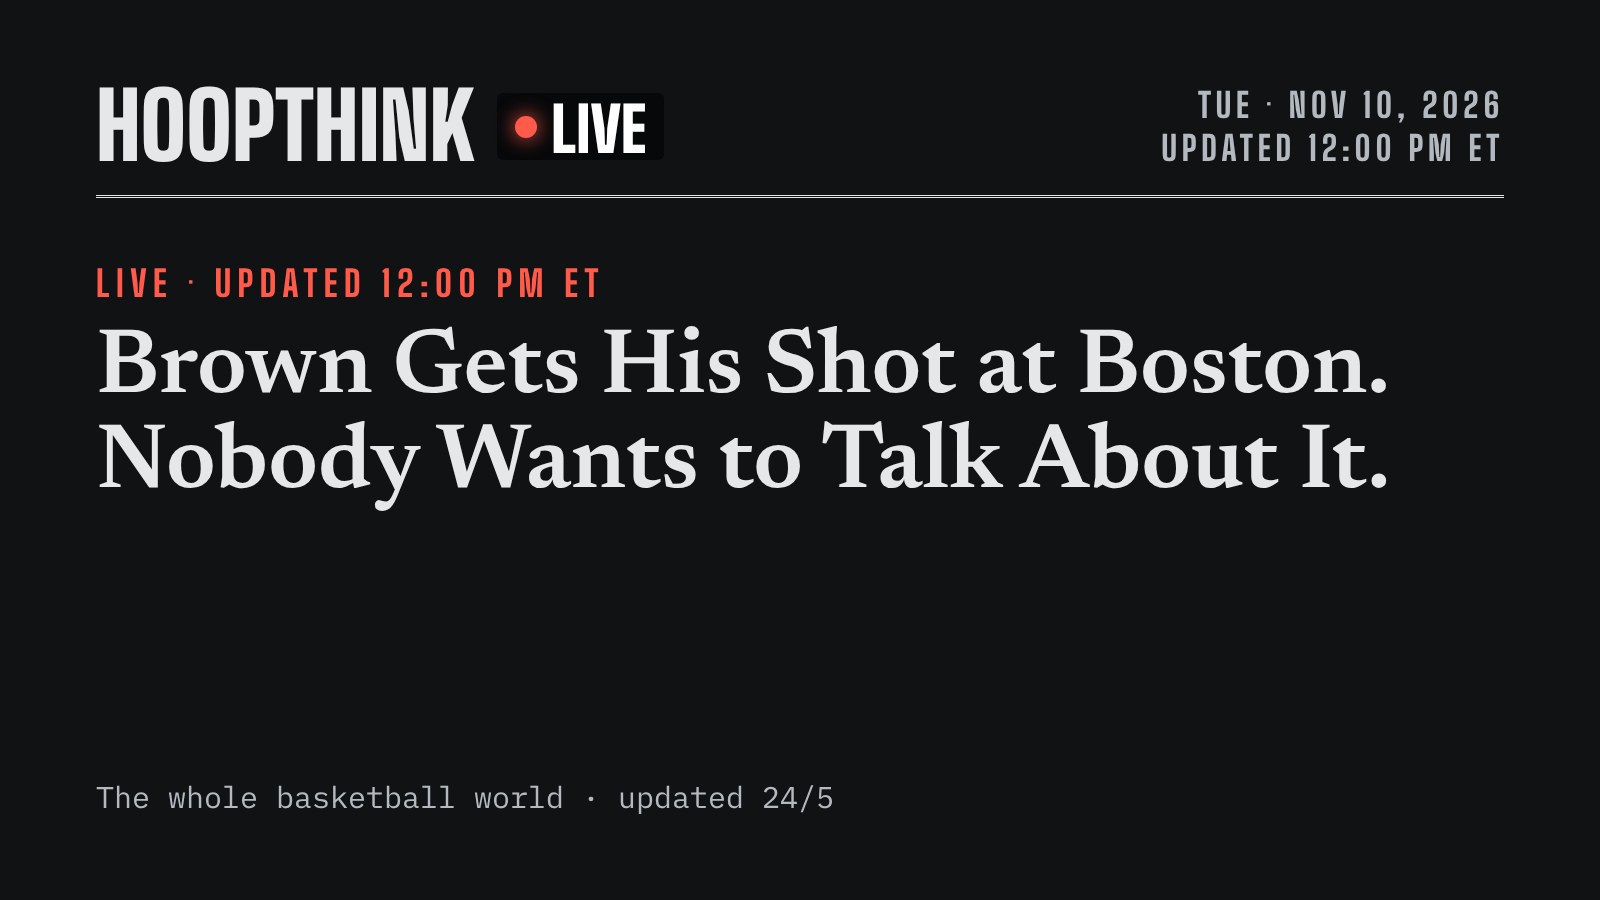 HOOPTHINK LIVE
TUE · NOV 10, 2026
UPDATED 12:00 PM ET
LIVE · UPDATED 12:00 PM ET
Brown Gets His Shot at Boston.
Nobody Wants to Talk About It.
The whole basketball world · updated 24/5